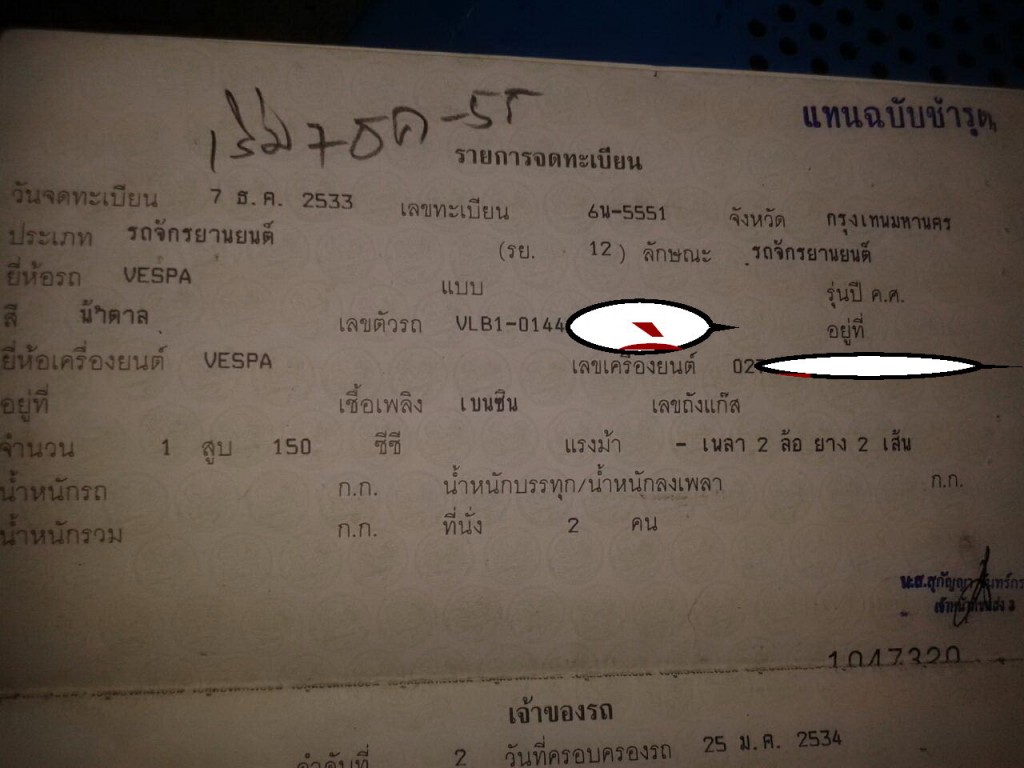 เริ่ม 7 ธค
แทนฉบับชำรุด
รายการจดทะเบียน
วันจดทะเบียน 7 ธ.ค. 2533 เลขทะเบียน 6น-5551 จังหวัด กรุงเทพมหานคร
ประเภท รถจักรยานยนต์ (รย. 12) ลักษณะ รถจักรยานยนต์
ยี่ห้อรถ VESPA แบบ รุ่นปี ค.ศ.
สี น้ำตาล เลขตัวรถ VLB1-0144 อยู่ที่
ยี่ห้อเครื่องยนต์ VESPA เลขเครื่องยนต์ 02
อยู่ที่ เชื้อเพลิง เบนซิน เลขถังแก๊ส
จำนวน 1 สูบ 150 ซีซี แรงม้า - เพลา 2 ล้อ ยาง 2 เส้น
น้ำหนักรถ ก.ก. น้ำหนักบรรทุก/น้ำหนักลงเพลา ก.ก.
น้ำหนักรวม ก.ก. ที่นั่ง 2 คน
น.ส.สุกัญญา
1047320
เจ้าของรถ
ลำดับที่ 2 วันที่ครอบครองรถ 25 ม.ค. 2534